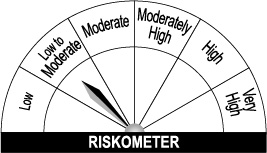 Low
Low to
Moderate
Moderate
Moderately
High
High
Very
High
RISKOMETER